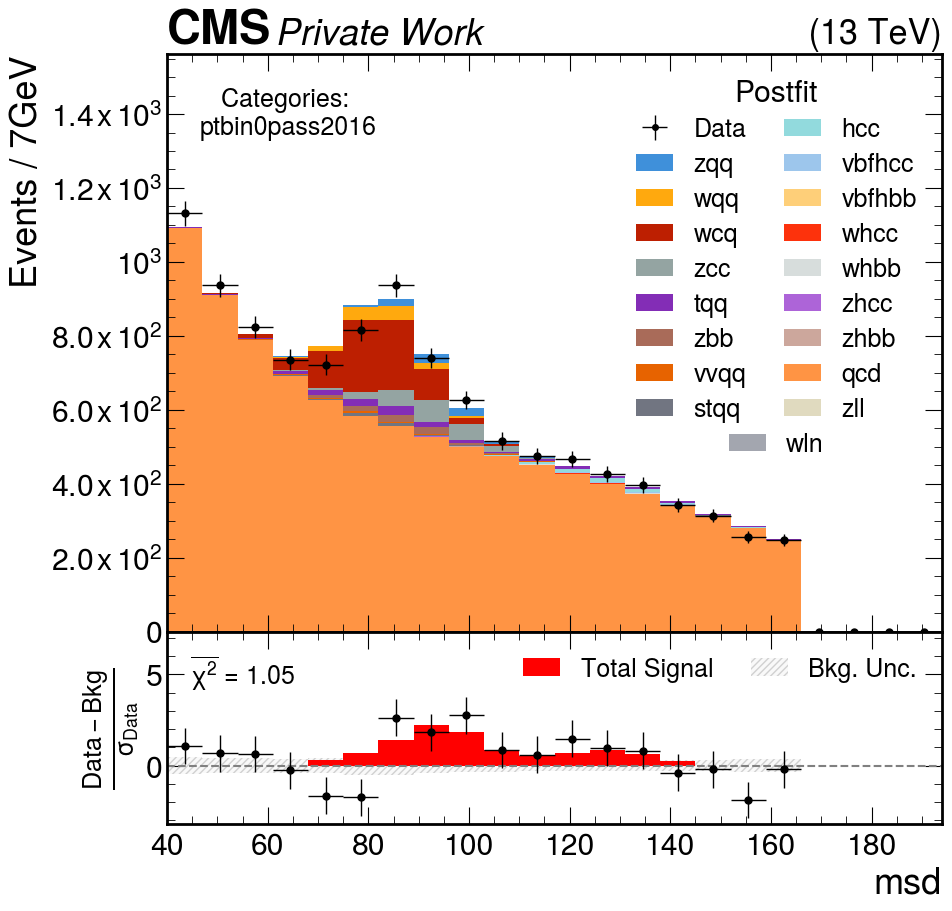 CMS Private Work (13 TeV)
Events / 7GeV
Categories:
ptbin0pass2016
Postfit
Data
zqq
wqq
wcq
zcc
tqq
zbb
vvqq
stqq
hcc
vbfhcc
vbfhbb
whcc
whbb
zhcc
zhbb
qcd
zll
wln
1.4 x 10³
1.2 x 10³
10³
8.0 x 10²
6.0 x 10²
4.0 x 10²
2.0 x 10²
0
χ² = 1.05
Total Signal
Bkg. Unc.
Data – Bkg
σData
5
0
40 60 80 100 120 140 160 180
msd